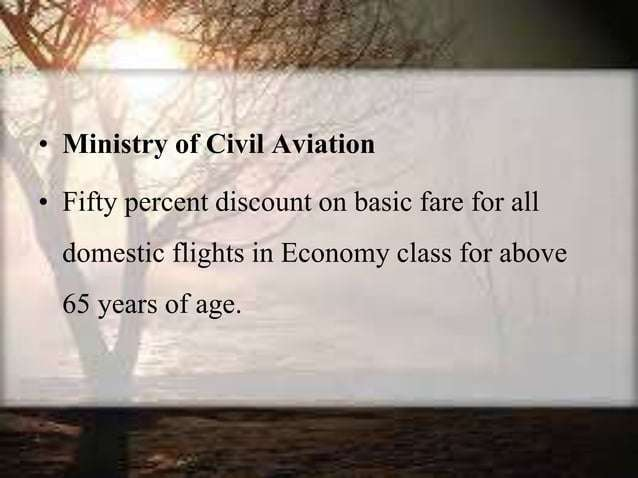 • Ministry of Civil Aviation
• Fifty percent discount on basic fare for all
domestic flights in Economy class for above
65 years of age.